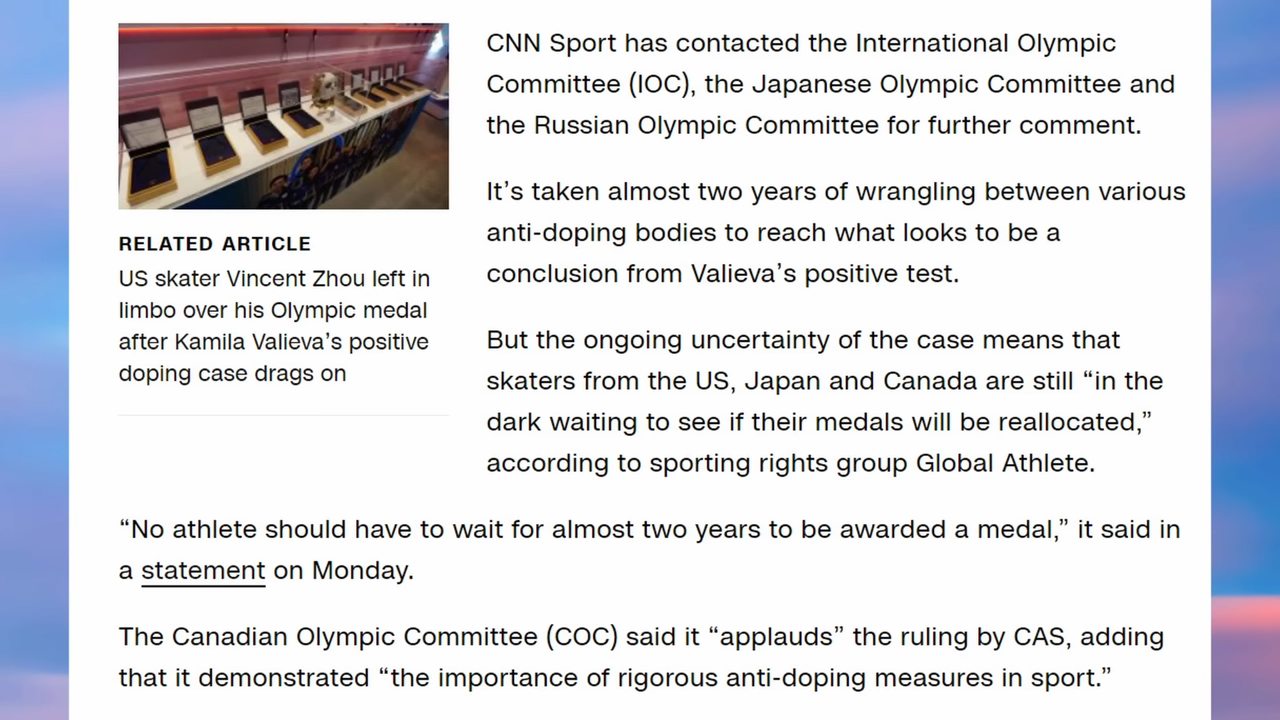 CNN Sport has contacted the International Olympic
Committee (IOC), the Japanese Olympic Committee and
the Russian Olympic Committee for further comment.
RELATED ARTICLE
US skater Vincent Zhou left in
limbo over his Olympic medal
after Kamila Valieva’s positive
doping case drags on
It’s taken almost two years of wrangling between various
anti-doping bodies to reach what looks to be a
conclusion from Valieva’s positive test.
But the ongoing uncertainty of the case means that
skaters from the US, Japan and Canada are still “in the
dark waiting to see if their medals will be reallocated,”
according to sporting rights group Global Athlete.
“No athlete should have to wait for almost two years to be awarded a medal,” it said in
a statement on Monday.
The Canadian Olympic Committee (COC) said it “applauds” the ruling by CAS, adding
that it demonstrated “the importance of rigorous anti-doping measures in sport.”